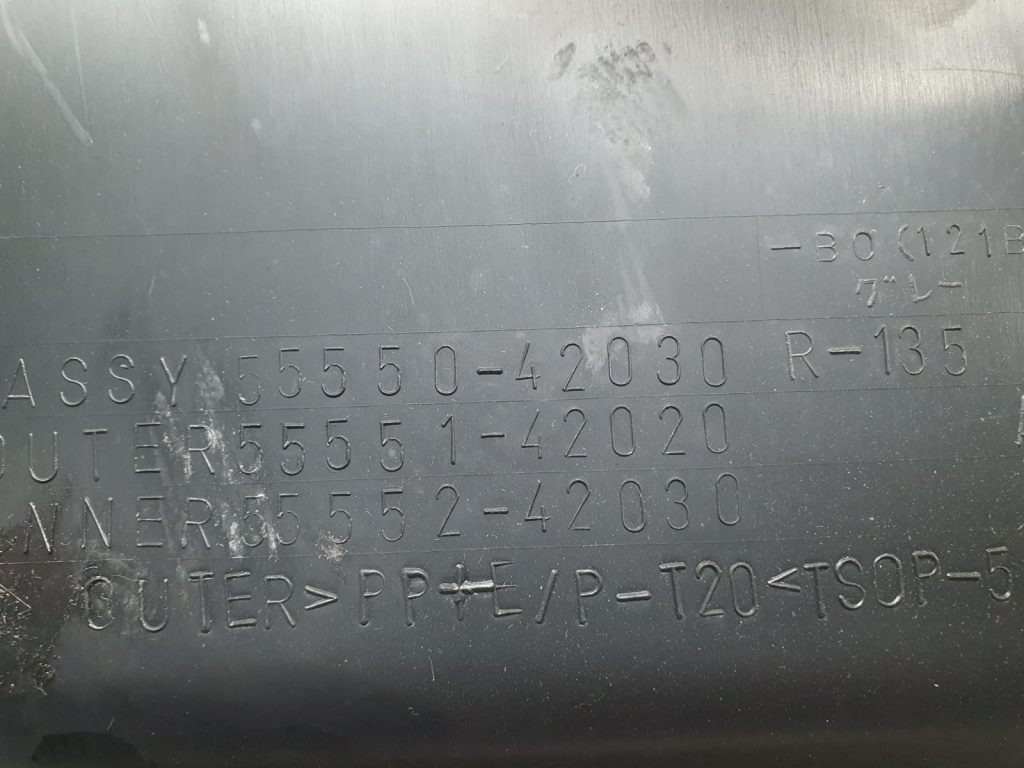 -B0(121B
グレー
ASSY 55550-42030 R-135
OUTER 55551-42020
NNER 55552-42030
> OUTER>PP+E/P-T20<TSOP-5